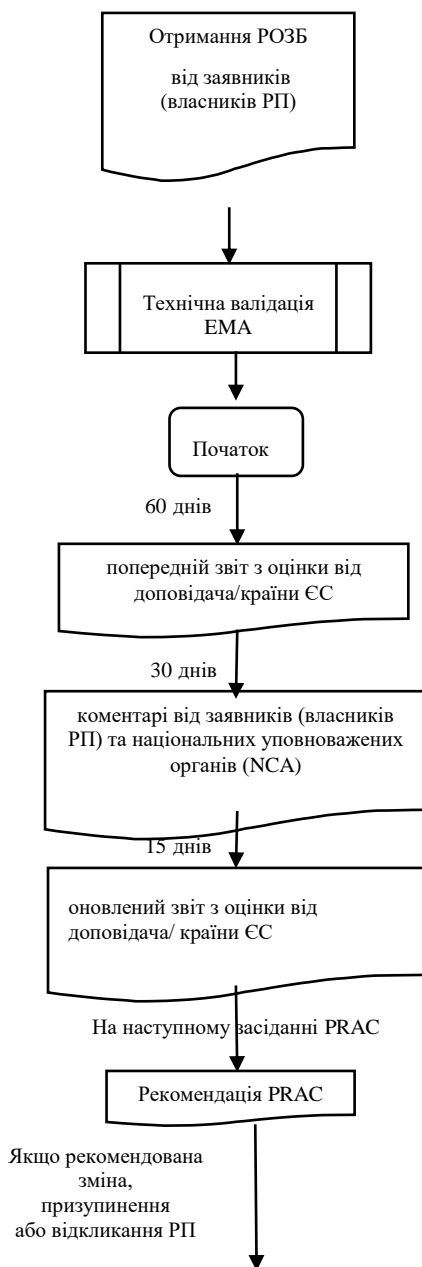 Отримання РОЗБ
від заявників
(власників РП)
Технічна валідація
ЕМА
Початок
60 днів
попередній звіт з оцінки від
доповідача/країни ЄС
30 днів
коментарі від заявників (власників
РП) та національних уповноважених
органів (NCA)
15 днів
оновлений звіт з оцінки від
доповідача/ країни ЄС
На наступному засіданні PRAC
Рекомендація PRAC
Якщо рекомендована
зміна,
призупинення
або відкликання РП